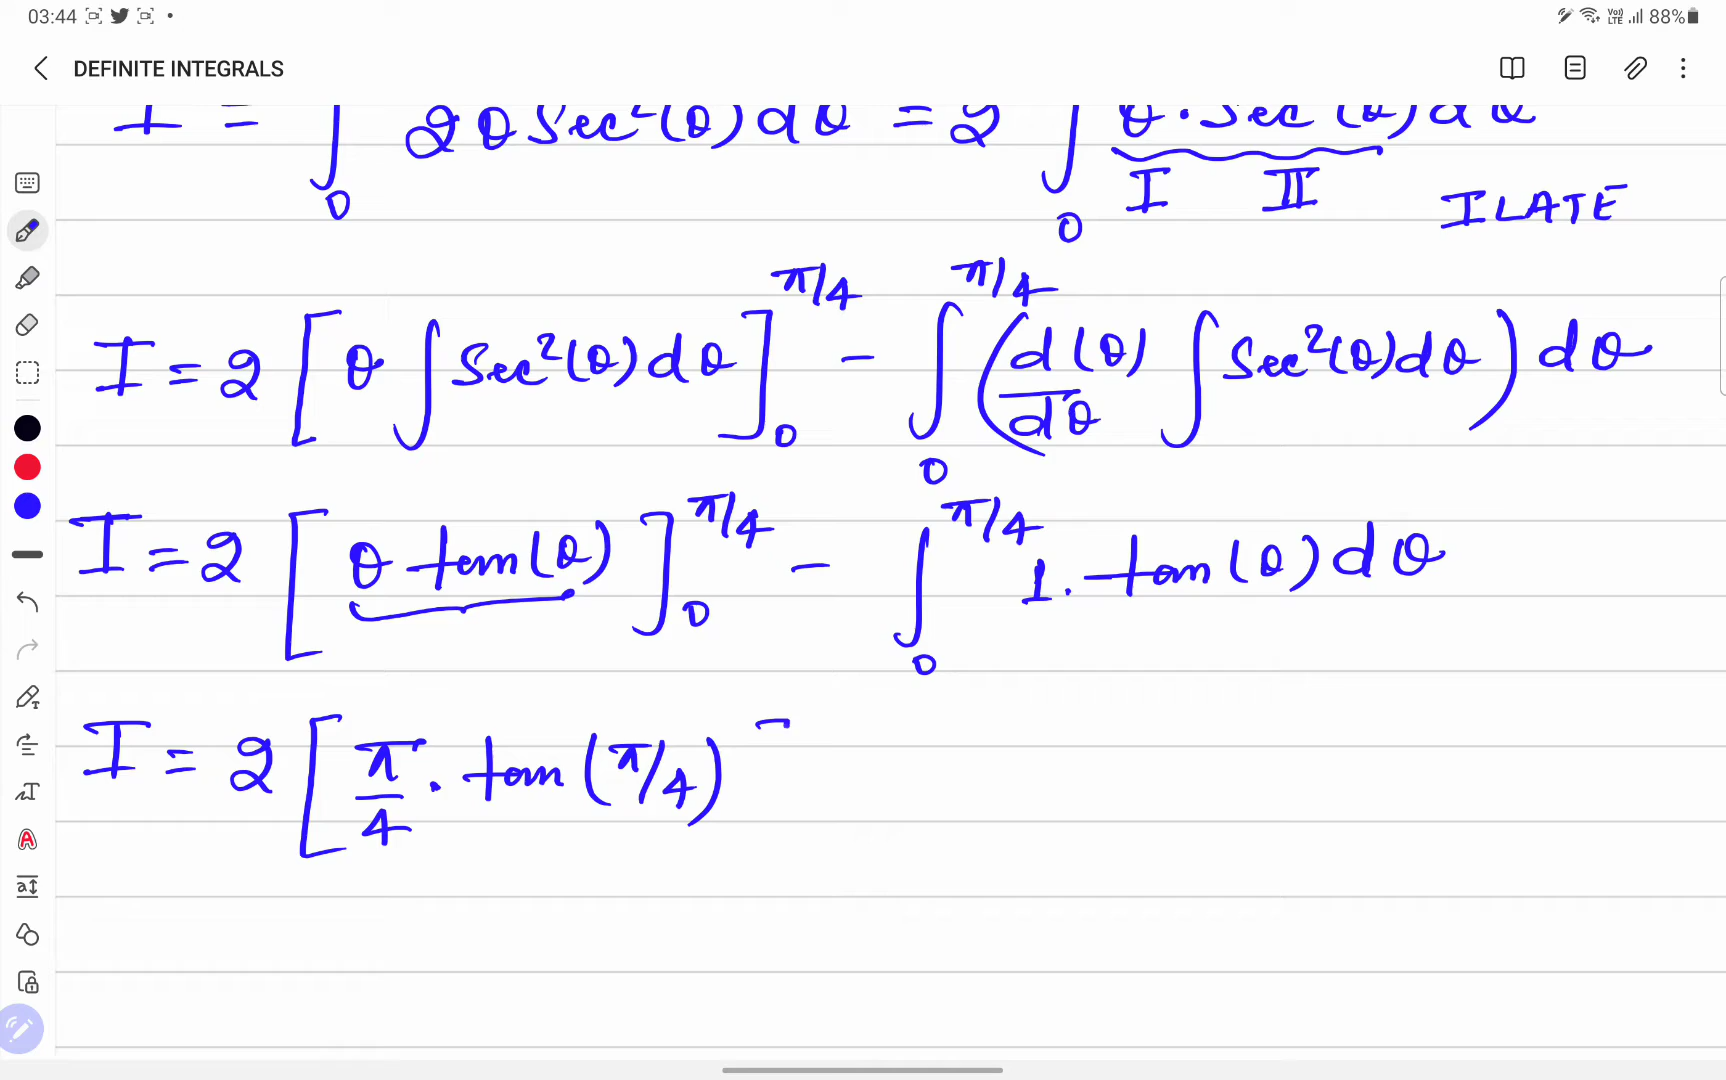 03:44 Vo) LTE 88%
DEFINITE INTEGRALS
I = ∫₀ 2θ Sec²(θ) dθ = 2 ∫₀ θ · Sec²(θ) dθ
I II
ILATE
I = 2 [ θ ∫ Sec²(θ) dθ ]₀^π/4 - ∫₀^π/4 ( d(θ)/dθ ∫ Sec²(θ) dθ ) dθ
I = 2 [ θ tan(θ) ]₀^π/4 - ∫₀^π/4 1. tan(θ) dθ
I = 2 [ π/4 . tan(π/4)